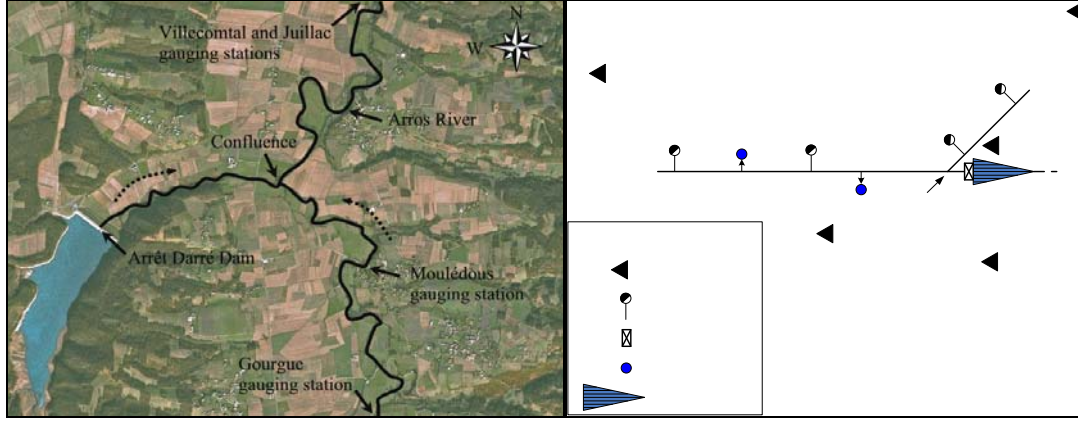 Villecomtal and Juillac
gauging stations
N
W
Arros River
Confluence
Arrêt Darré Dam
Moulédous
gauging station
Gourgue
gauging station